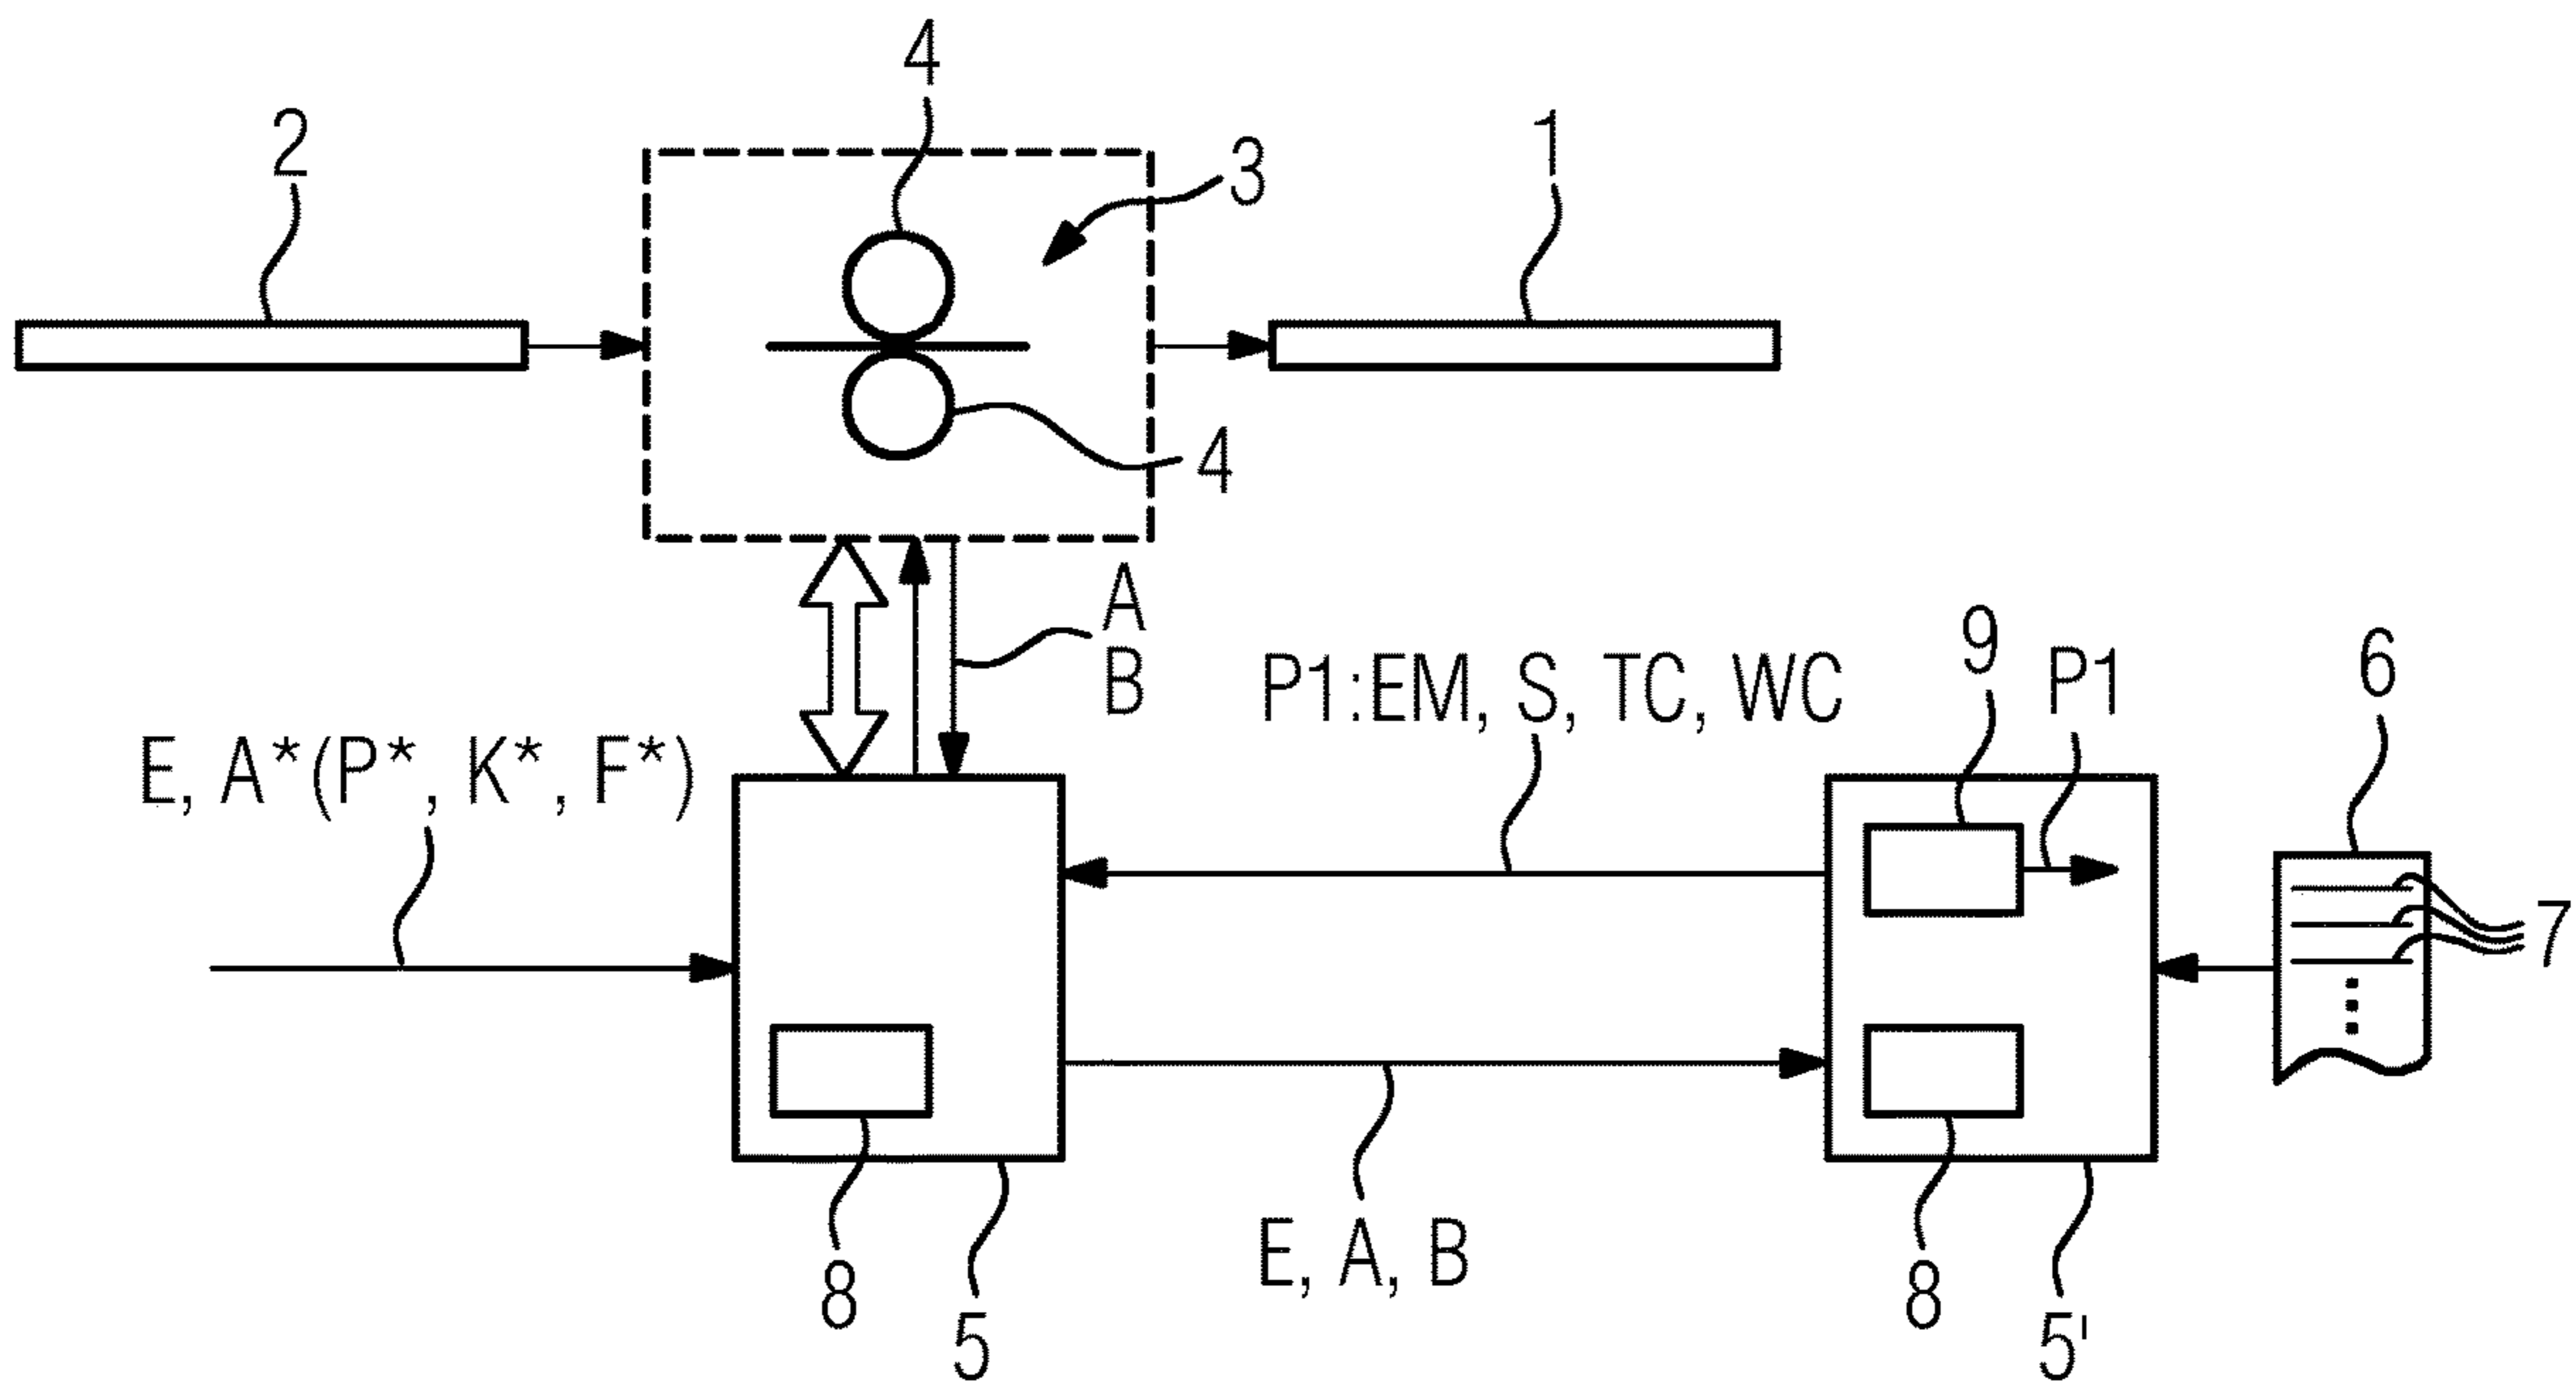 4
2
3
1
4
A
B
P1:EM, S, TC, WC
9
P1
6
E, A*(P*, K*, F*)
7
E, A, B
8
5
8
5'